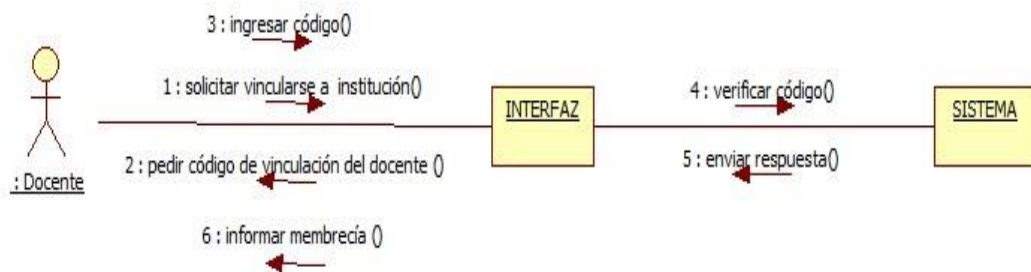 3 : ingresar código()
1 : solicitar vincularse a institución()
INTERFAZ
4 : verificar código()
SISTEMA
2 : pedir código de vinculación del docente ()
5 : enviar respuesta()
: Docente
6 : informar membrecía ()